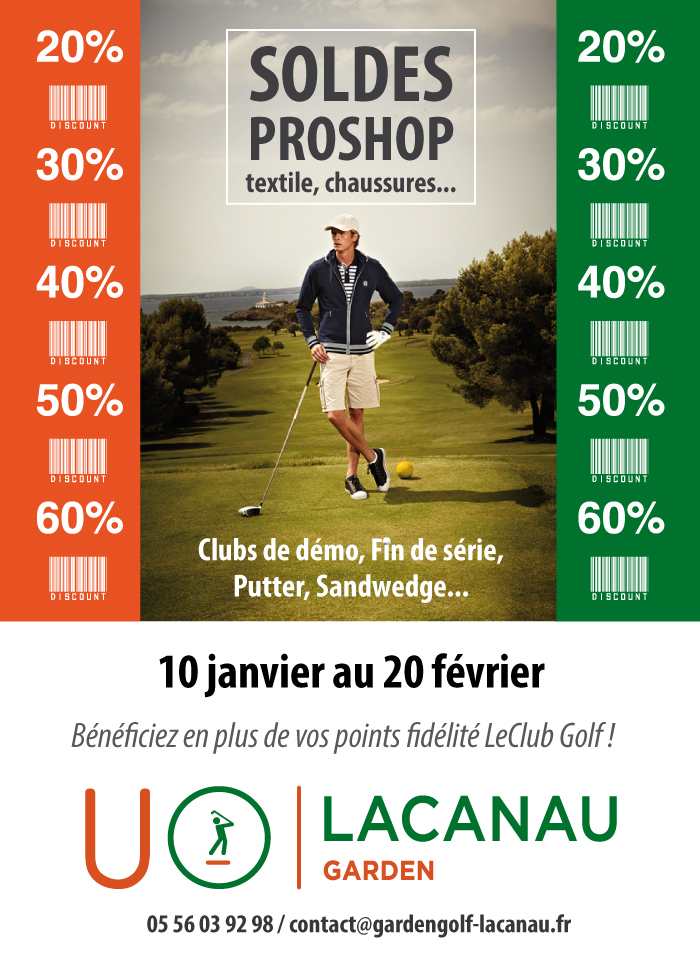 20%
DISCOUNT
30%
DISCOUNT
40%
DISCOUNT
50%
DISCOUNT
60%
DISCOUNT
SOLDES
PROSHOP
textile, chaussures...
Clubs de démo, Fin de série,
Putter, Sandwedge...
20%
DISCOUNT
30%
DISCOUNT
40%
DISCOUNT
50%
DISCOUNT
60%
DISCOUNT
10 janvier au 20 février
Bénéficiez en plus de vos points fidélité LeClub Golf !
U
LACANAU
GARDEN
05 56 03 92 98 / contact@gardengolf-lacanau.fr